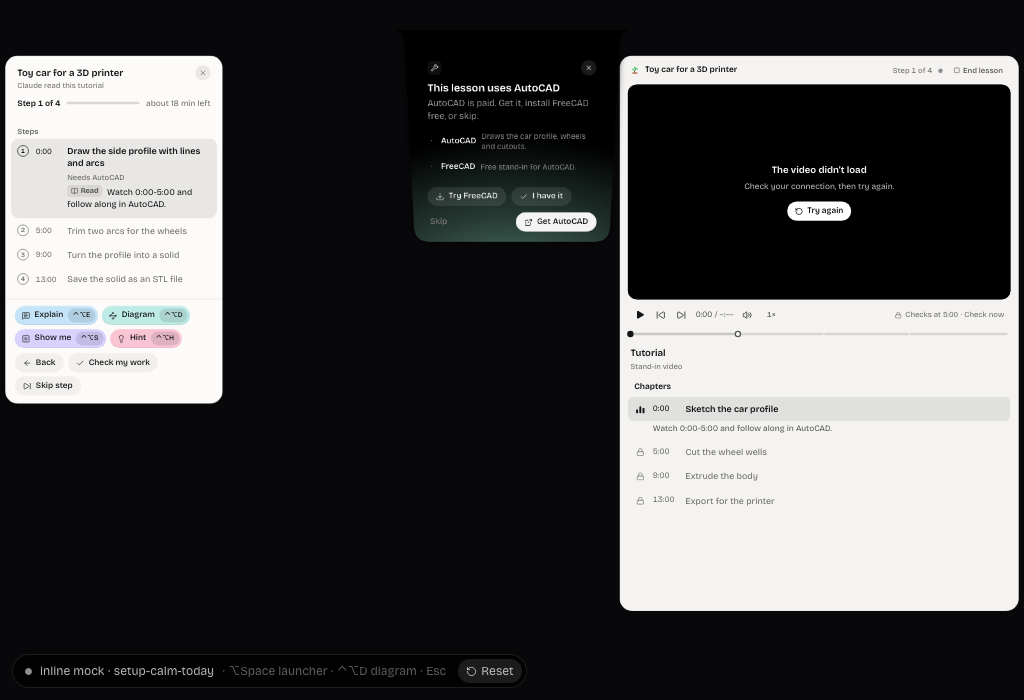 Toy car for a 3D printer
Claude read this tutorial
Step 1 of 4 about 18 min left
Steps
1 0:00 Draw the side profile with lines
and arcs
Needs AutoCAD
Read Watch 0:00-5:00 and
follow along in AutoCAD.
2 5:00 Trim two arcs for the wheels
3 9:00 Turn the profile into a solid
4 13:00 Save the solid as an STL file
Explain ^⌥E Diagram ^⌥D
Show me ^⌥S Hint ^⌥H
Back Check my work
Skip step
This lesson uses AutoCAD
AutoCAD is paid. Get it, install FreeCAD
free, or skip.
· AutoCAD Draws the car profile, wheels
and cutouts.
· FreeCAD Free stand-in for AutoCAD.
Try FreeCAD I have it
Skip Get AutoCAD
Toy car for a 3D printer Step 1 of 4 End lesson
The video didn't load
Check your connection, then try again.
Try again
0:00 / –:–– 1× Checks at 5:00 · Check now
Tutorial
Stand-in video
Chapters
0:00 Sketch the car profile
Watch 0:00-5:00 and follow along in AutoCAD.
5:00 Cut the wheel wells
9:00 Extrude the body
13:00 Export for the printer
inline mock · setup-calm-today · ⌥Space launcher · ^⌥D diagram · Esc Reset